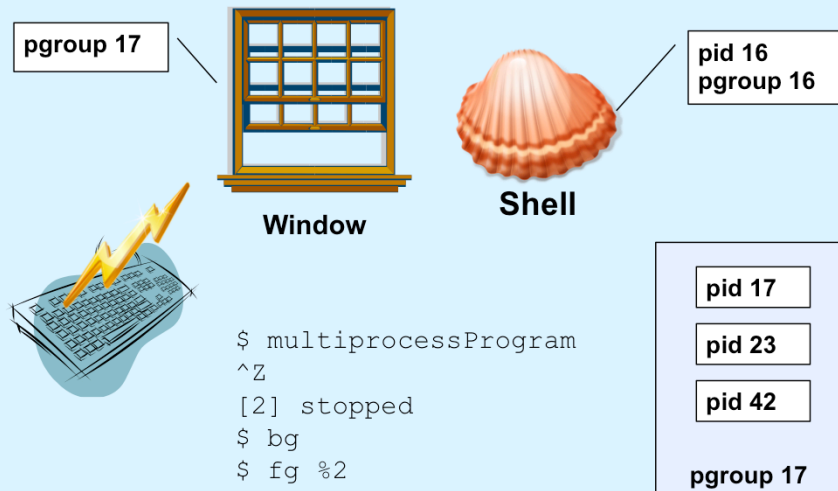 pgroup 17
pid 16
pgroup 16
Window
Shell
$ multiprocessProgram
^Z
[2] stopped
$ bg
$ fg %2
pid 17
pid 23
pid 42
pgroup 17